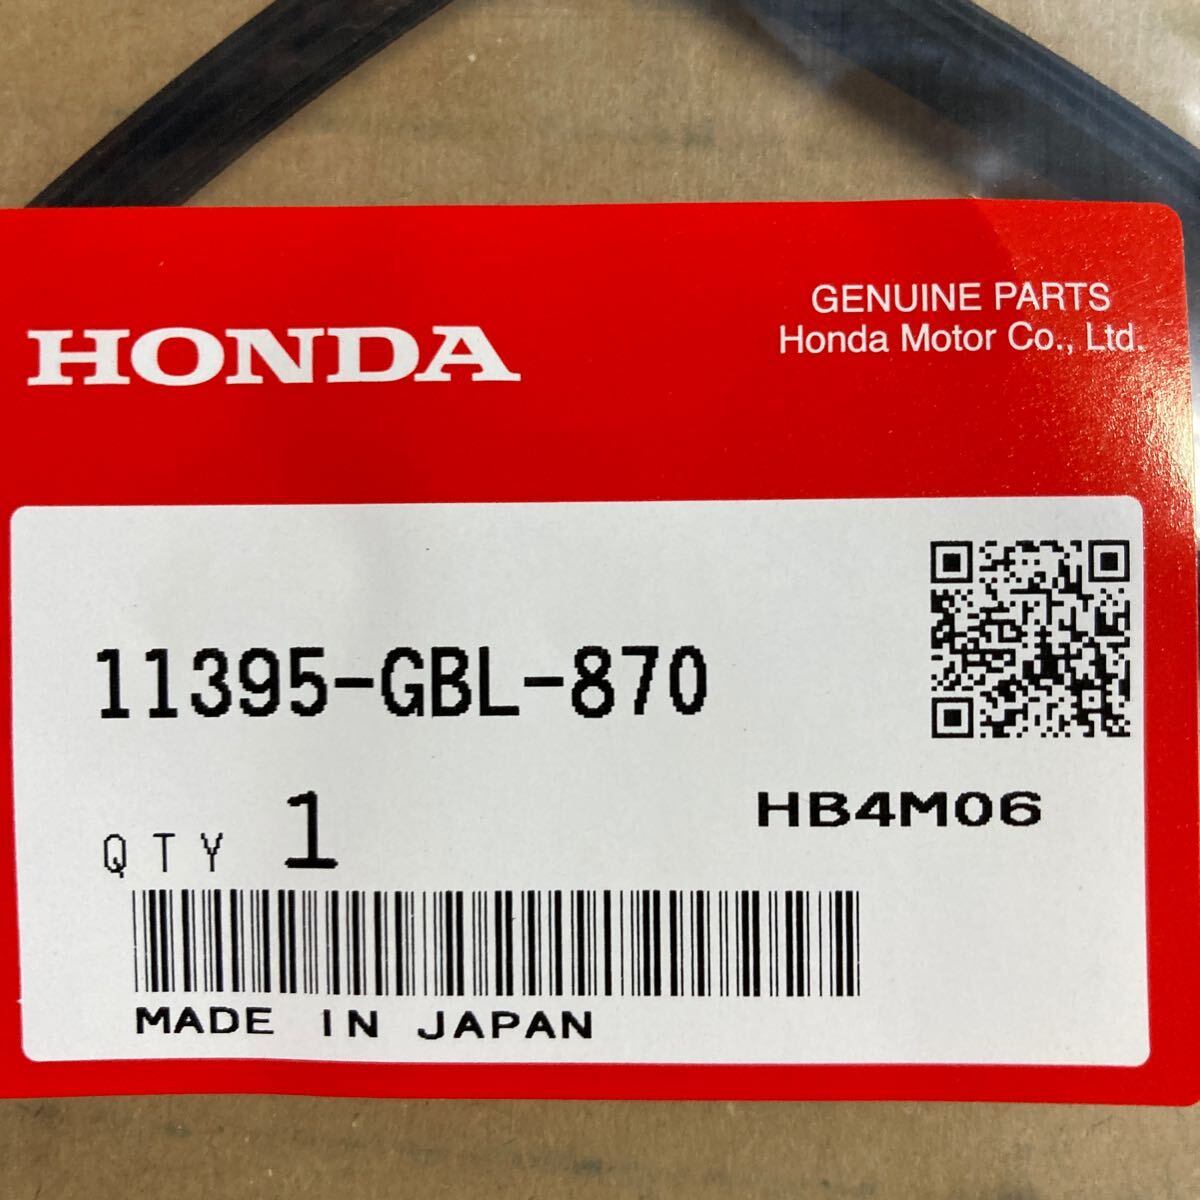 HONDA
GENUINE PARTS
Honda Motor Co., Ltd.
11395-GBL-870
QTY 1
HB4M06
MADE IN JAPAN